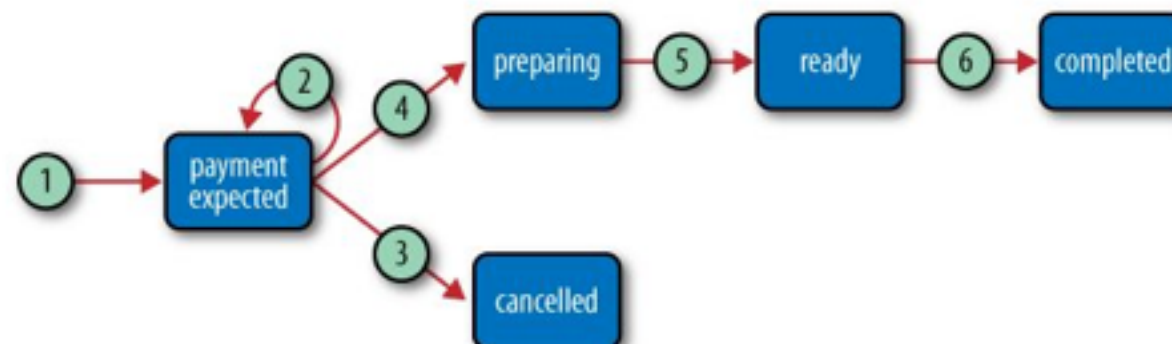 2
preparing
5
ready
6
completed
4
payment
expected
1
3
cancelled